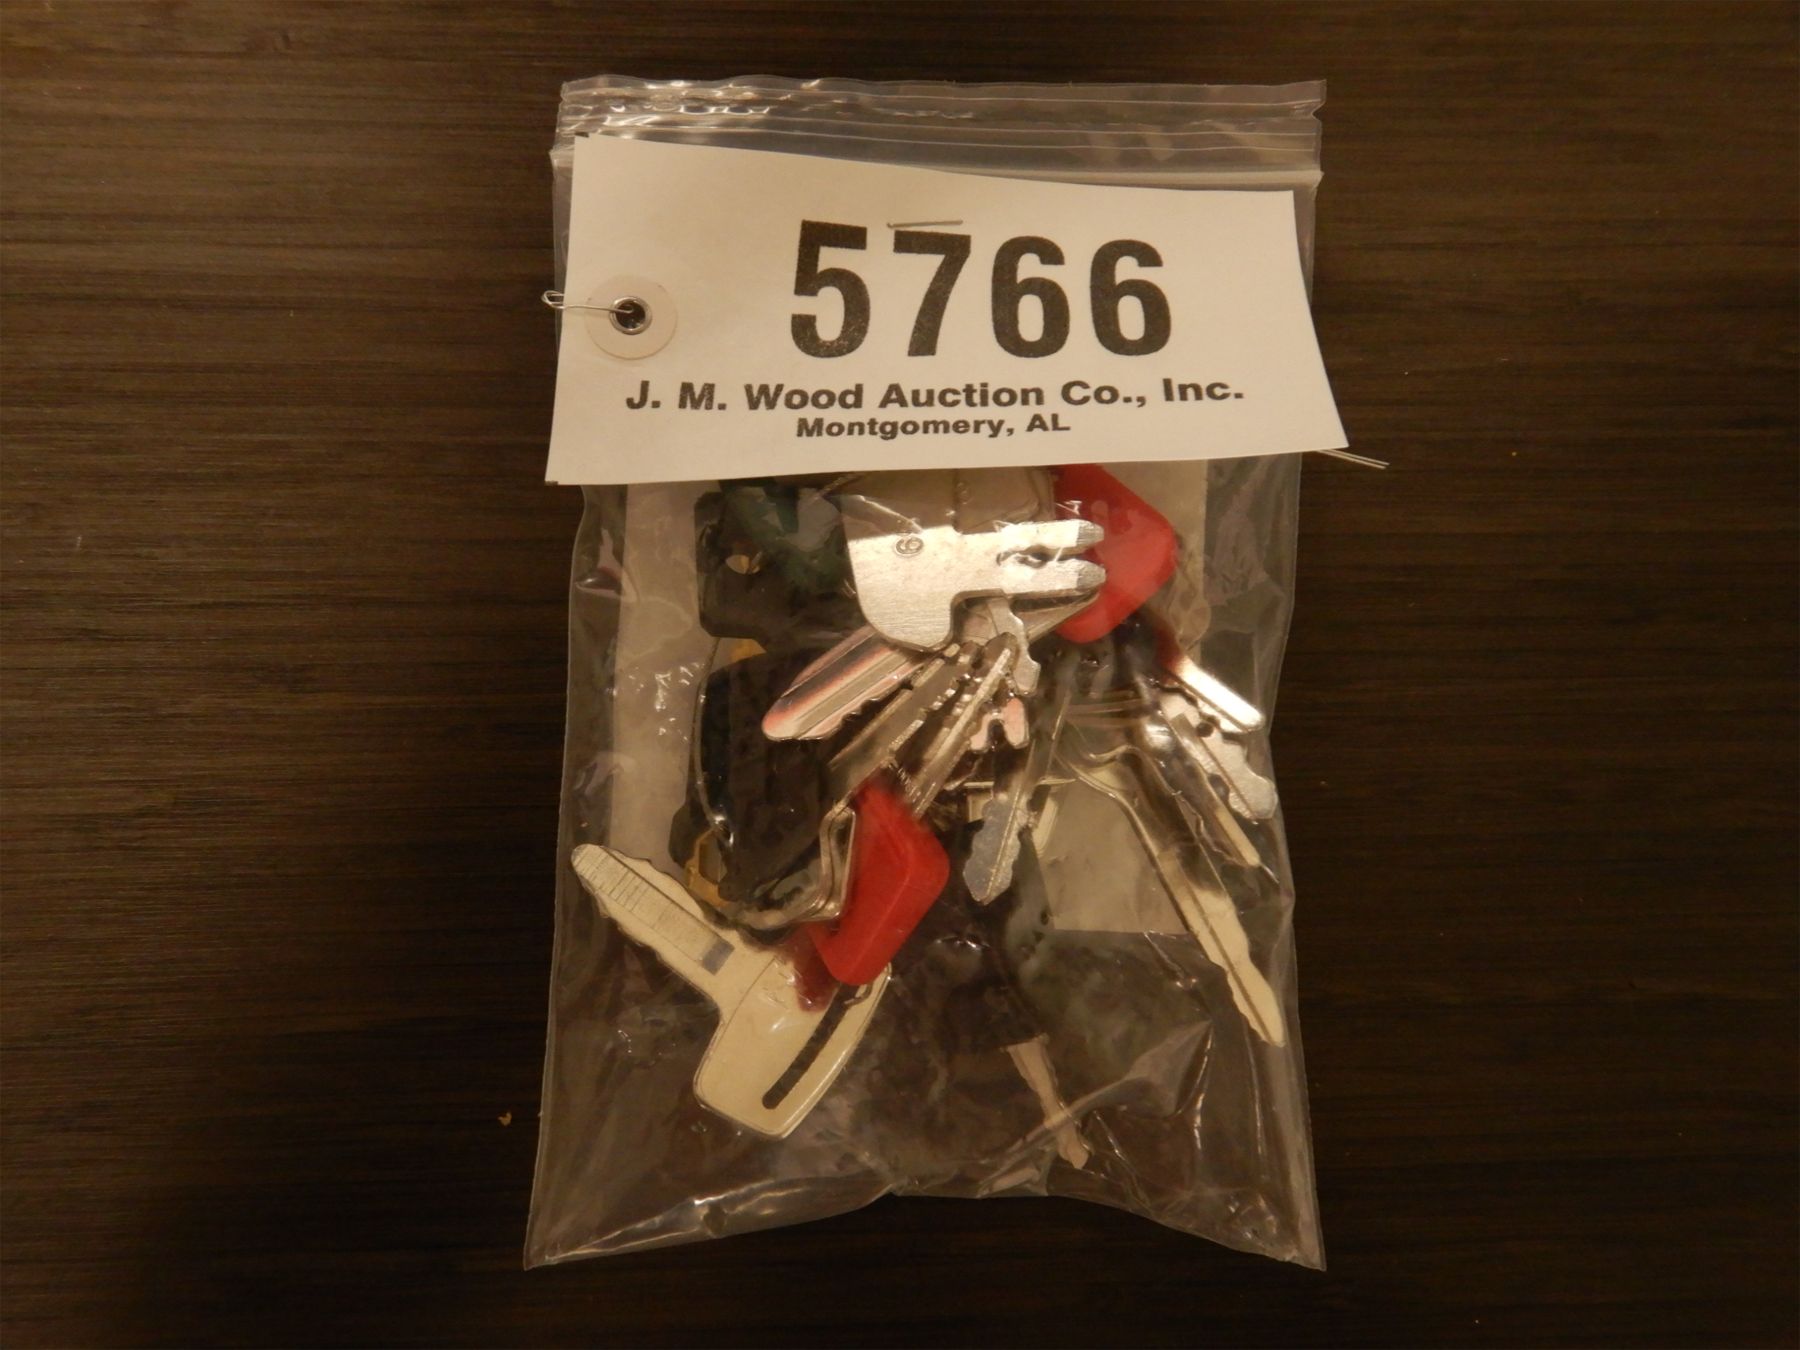 5766
J. M. Wood Auction Co., Inc.
Montgomery, AL